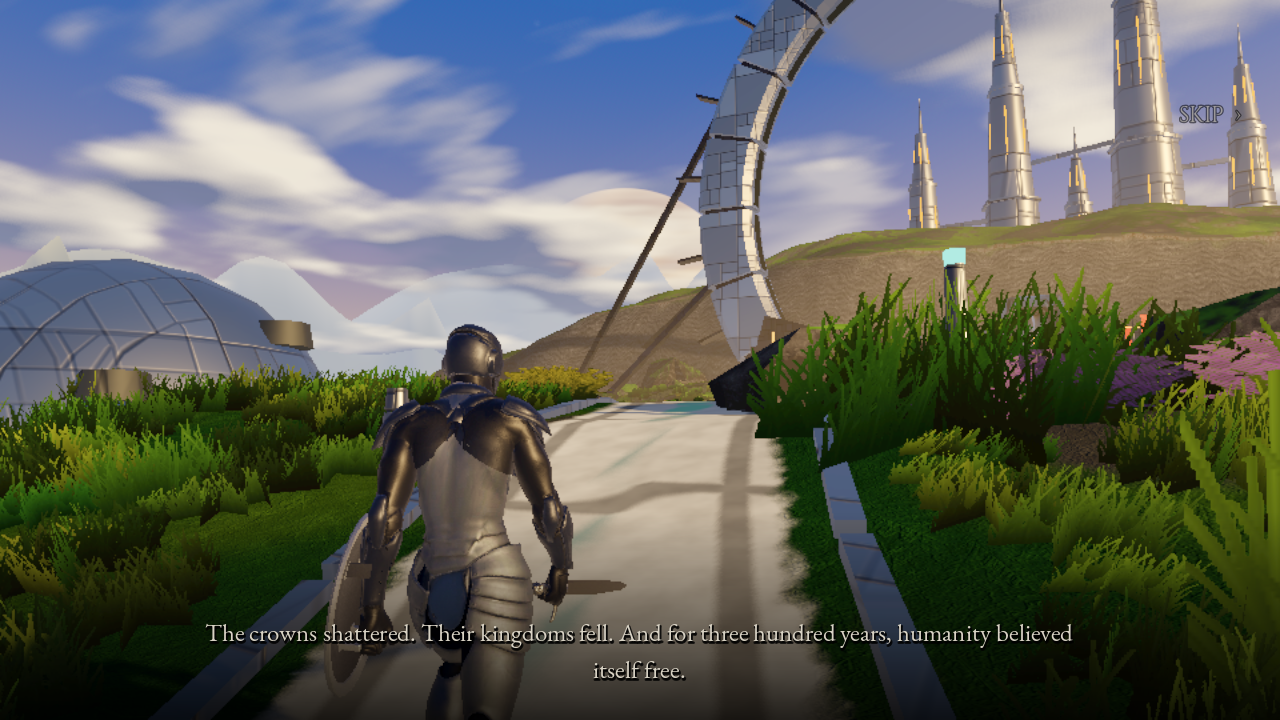 SKIP ›
The crowns shattered. Their kingdoms fell. And for three hundred years, humanity believed
itself free.